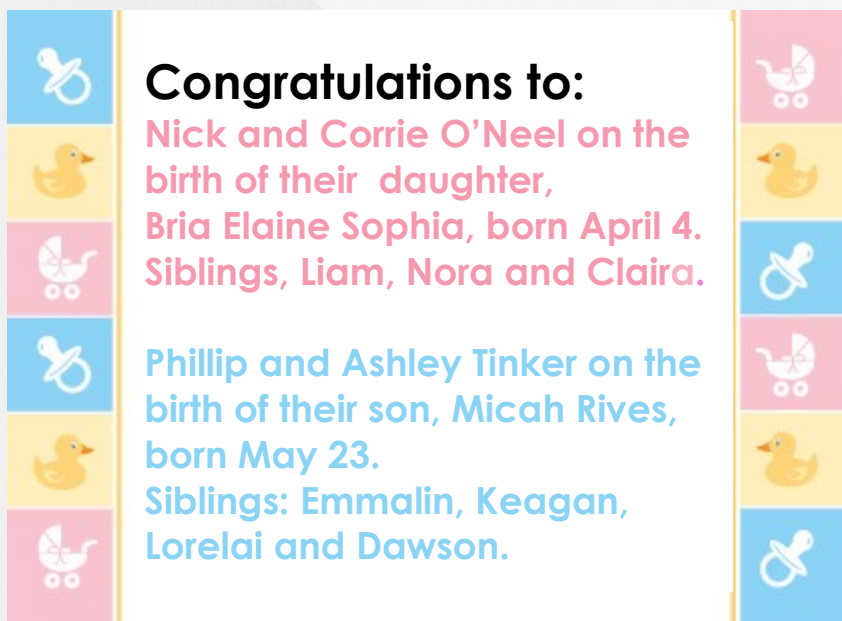 Congratulations to:
Nick and Corrie O’Neel on the
birth of their  daughter,
Bria Elaine Sophia, born April 4.
Siblings, Liam, Nora and Claira.
Phillip and Ashley Tinker on the
birth of their son, Micah Rives,
born May 23.
Siblings: Emmalin, Keagan,
Lorelai and Dawson.